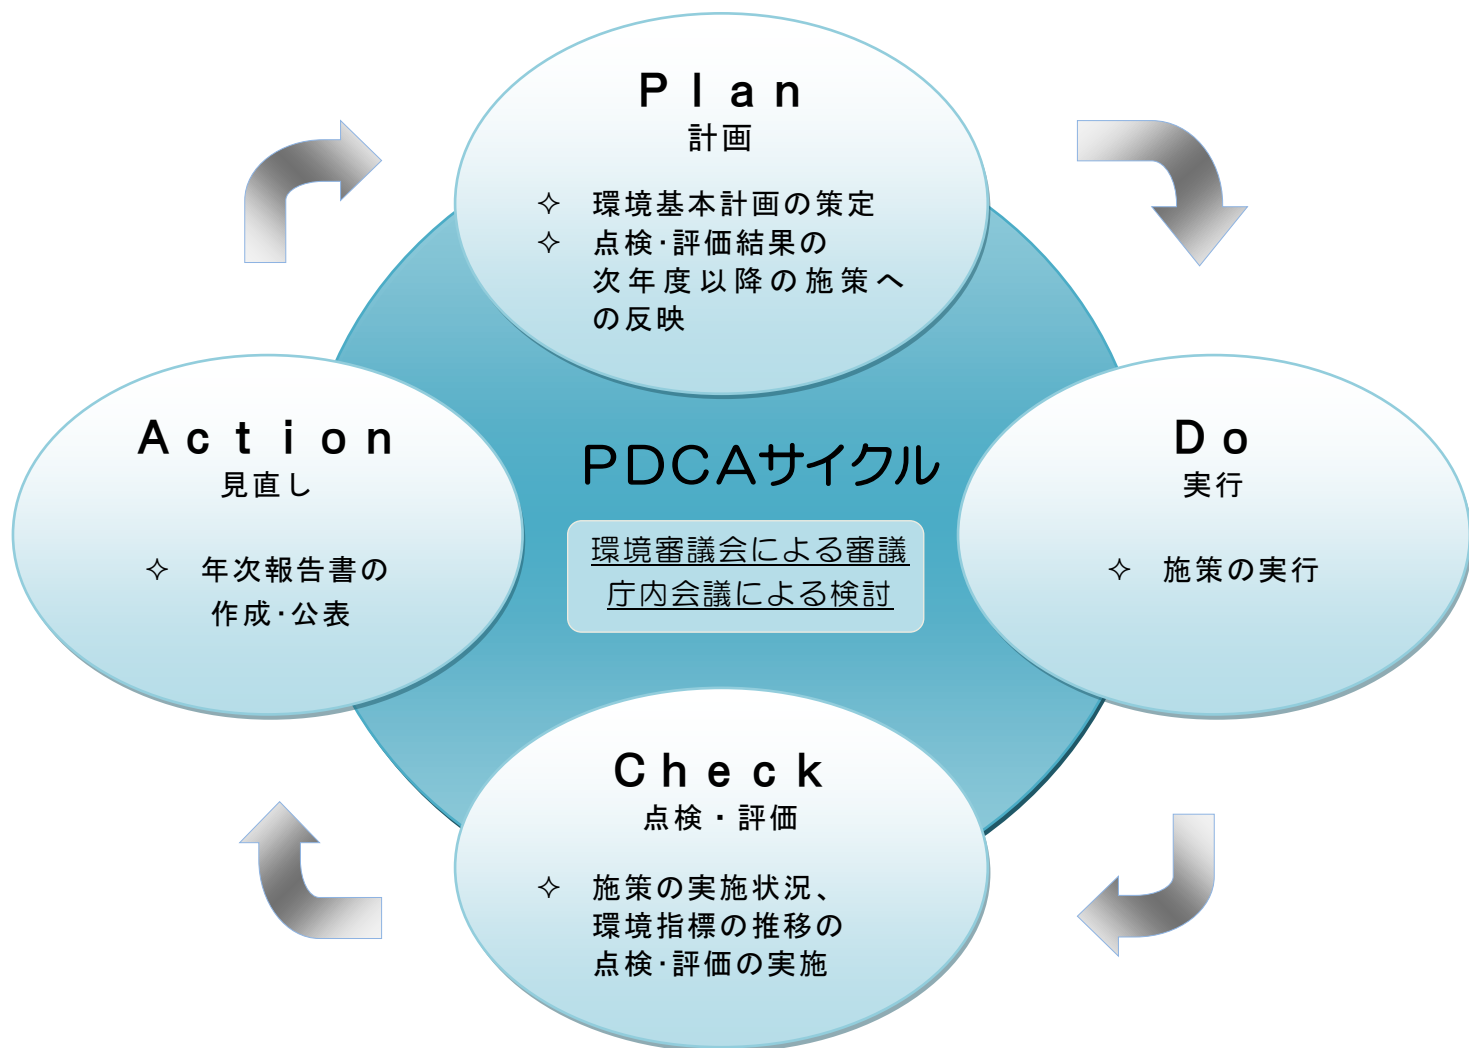 Plan
計画
✧ 環境基本計画の策定
✧ 点検・評価結果の
次年度以降の施策へ
の反映
Action
見直し
✧ 年次報告書の
作成・公表
PDCAサイクル
環境審議会による審議
庁内会議による検討
Do
実行
✧ 施策の実行
Check
点検・評価
✧ 施策の実施状況、
環境指標の推移の
点検・評価の実施